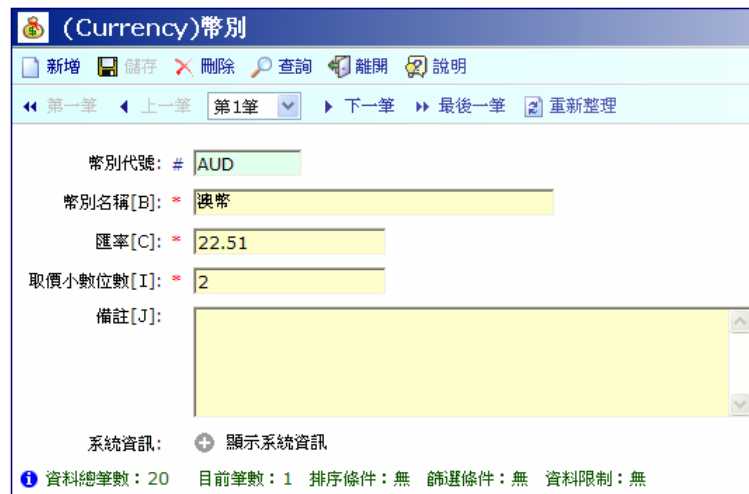 (Currency)幣別
新增 儲存 刪除 查詢 離開 說明
第一筆 上一筆 第1筆 下一筆 最後一筆 重新整理
幣別代號: # AUD
幣別名稱[B]: * 澳幣
匯率[C]: * 22.51
取價小數位數[I]: * 2
備註[J]:
系統資訊: 顯示系統資訊
資料總筆數：20 目前筆數：1 排序條件：無 篩選條件：無 資料限制：無